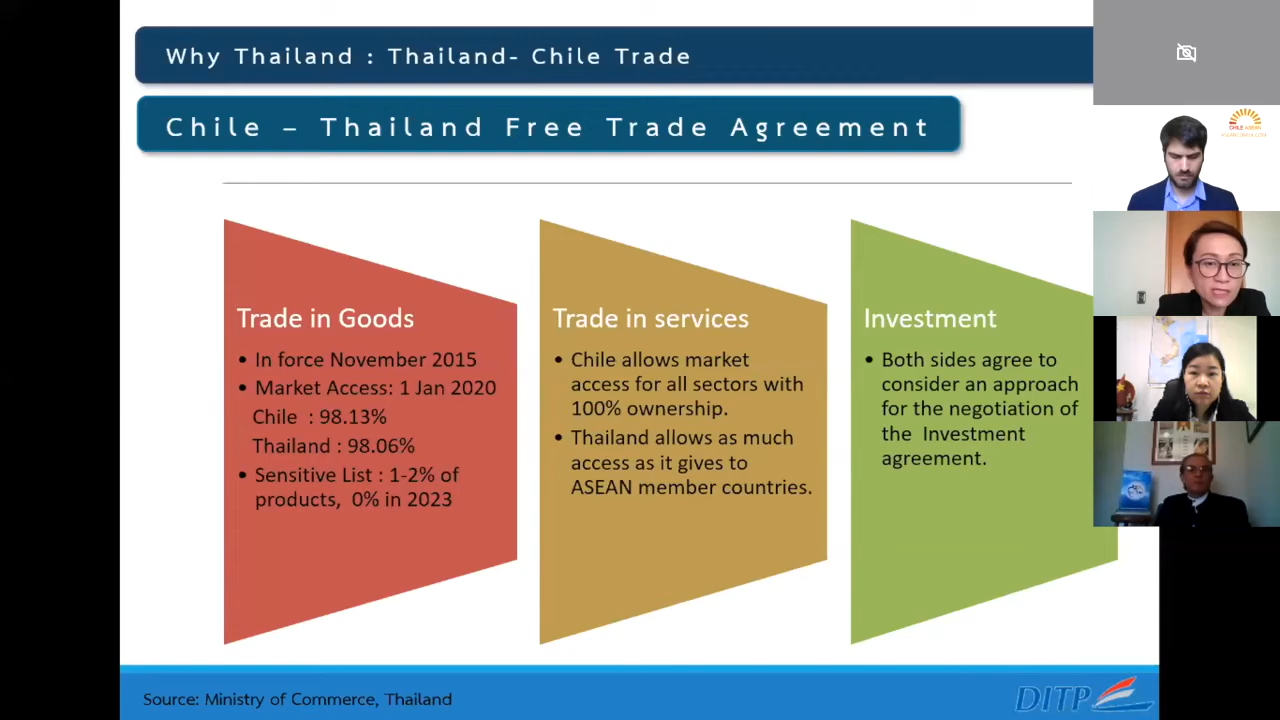 Why Thailand : Thailand- Chile Trade
Chile – Thailand Free Trade Agreement
Trade in Goods
• In force November 2015
• Market Access: 1 Jan 2020
Chile : 98.13%
Thailand : 98.06%
• Sensitive List : 1-2% of
products, 0% in 2023
Trade in services
• Chile allows market
access for all sectors with
100% ownership.
• Thailand allows as much
access as it gives to
ASEAN member countries.
Investment
• Both sides agree to
consider an approach
for the negotiation of
the Investment
agreement.
CHILE ASEAN
Source: Ministry of Commerce, Thailand
DITP